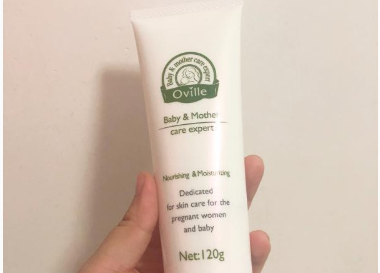 Baby & mother care expert
Oville
Baby & Mother
care expert
Nourishing & Moisturizing
Dedicated
for skin care for the
pregnant women
and baby
Net:120g